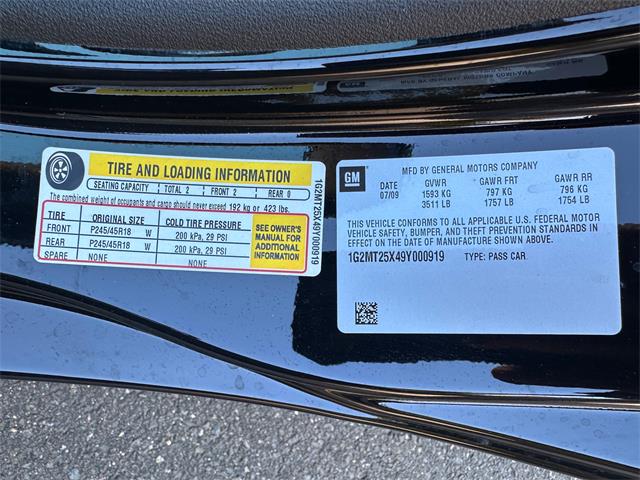 TIRE AND LOADING INFORMATION
SEATING CAPACITY TOTAL 2 FRONT 2 REAR 0
The combined weight of occupants and cargo should never exceed 192 kg or 423 lbs.
TIRE ORIGINAL SIZE COLD TIRE PRESSURE
FRONT P245/45R18 W 200 kPa, 29 PSI
REAR P245/45R18 W 200 kPa, 29 PSI
SPARE NONE NONE
SEE OWNER'S
MANUAL FOR
ADDITIONAL
INFORMATION
1G2MT25X49Y000919
GM
MFD BY GENERAL MOTORS COMPANY
DATE GVWR GAWR FRT GAWR RR
07/09 1593 KG 797 KG 796 KG
3511 LB 1757 LB 1754 LB
THIS VEHICLE CONFORMS TO ALL APPLICABLE U.S. FEDERAL MOTOR
VEHICLE SAFETY, BUMPER, AND THEFT PREVENTION STANDARDS IN
EFFECT ON THE DATE OF MANUFACTURE SHOWN ABOVE.
1G2MT25X49Y000919 TYPE: PASS CAR